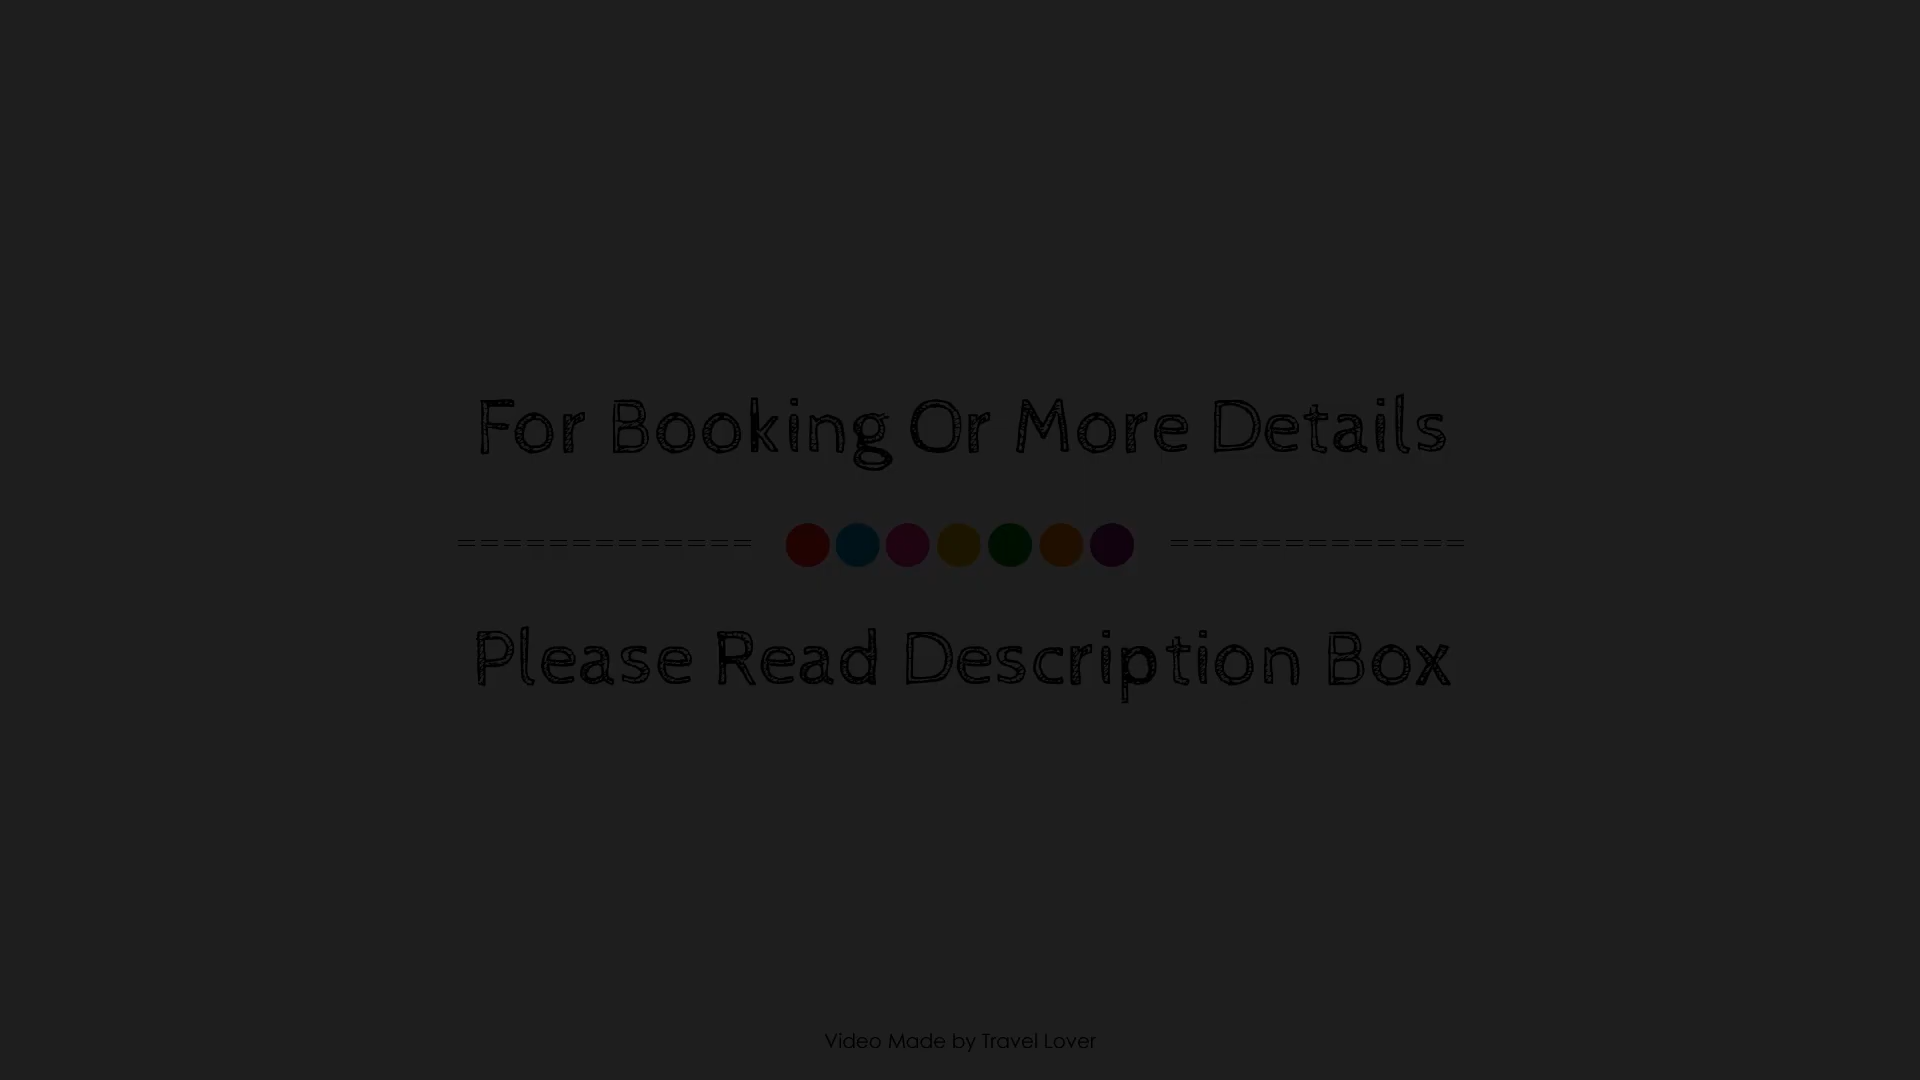 For Booking Or More Details
============= =============
Please Read Description Box
Video Made by Travel Lover